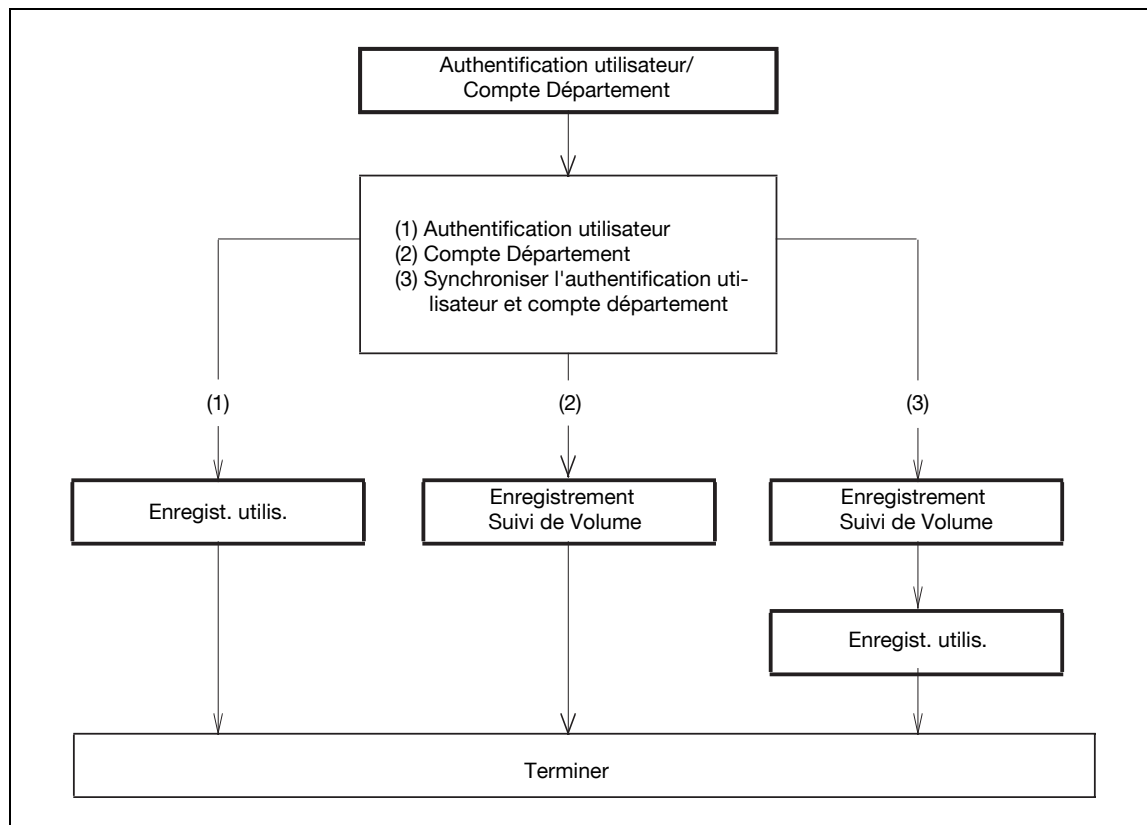 Authentification utilisateur/
Compte Département
(1) Authentification utilisateur
(2) Compte Département
(3) Synchroniser l'authentification uti-
lisateur et compte département
(1)
(2)
(3)
Enregist. utilis.
Enregistrement
Suivi de Volume
Enregistrement
Suivi de Volume
Enregist. utilis.
Terminer